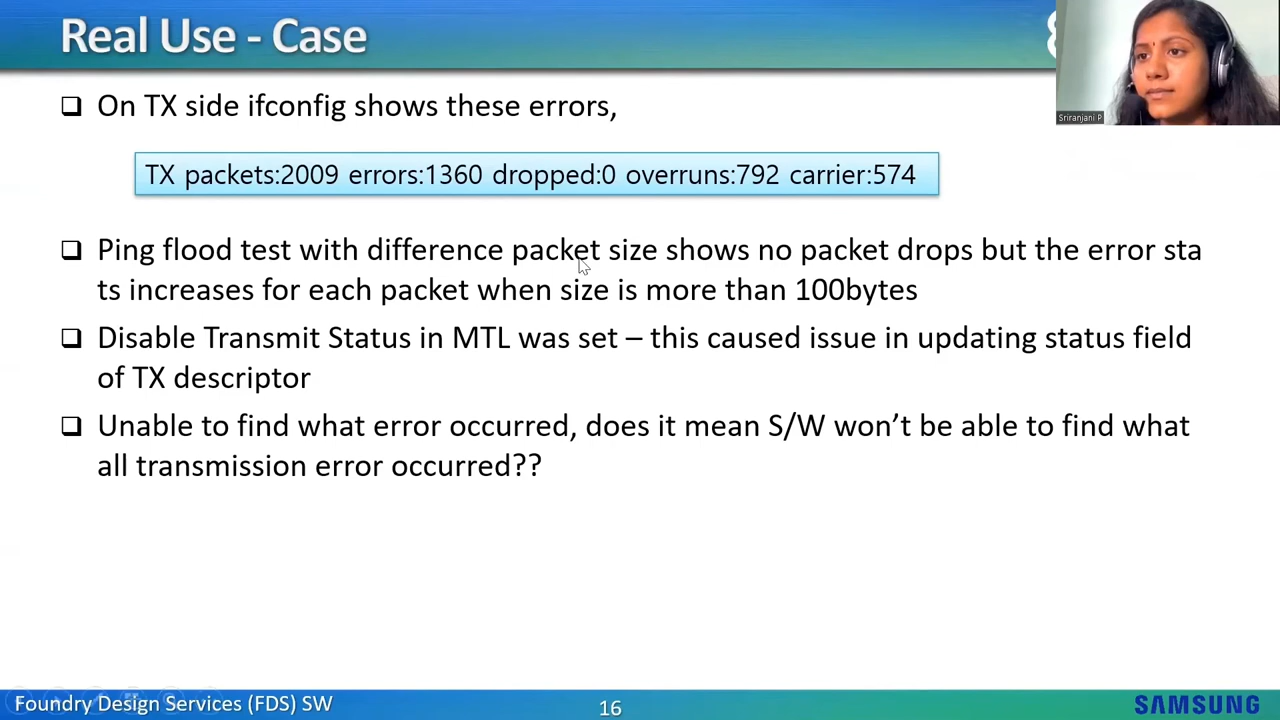 Real Use - Case
Sriranjani P
On TX side ifconfig shows these errors,
TX packets:2009 errors:1360 dropped:0 overruns:792 carrier:574
Ping flood test with difference packet size shows no packet drops but the error sta
ts increases for each packet when size is more than 100bytes
Disable Transmit Status in MTL was set – this caused issue in updating status field
of TX descriptor
Unable to find what error occurred, does it mean S/W won’t be able to find what
all transmission error occurred??
Foundry Design Services (FDS) SW
16
SAMSUNG